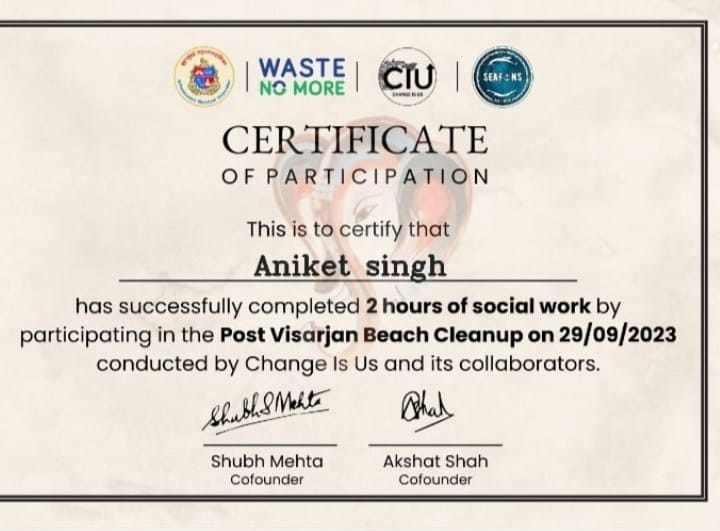 WASTE
NO MORE
CIU
CHANGE IS US
CERTIFICATE
OF PARTICIPATION
This is to certify that
Aniket singh
has successfully completed 2 hours of social work by
participating in the Post Visarjan Beach Cleanup on 29/09/2023
conducted by Change Is Us and its collaborators.
Shubh S Mehta
Shubh Mehta
Akshat Shah
Cofounder
Cofounder